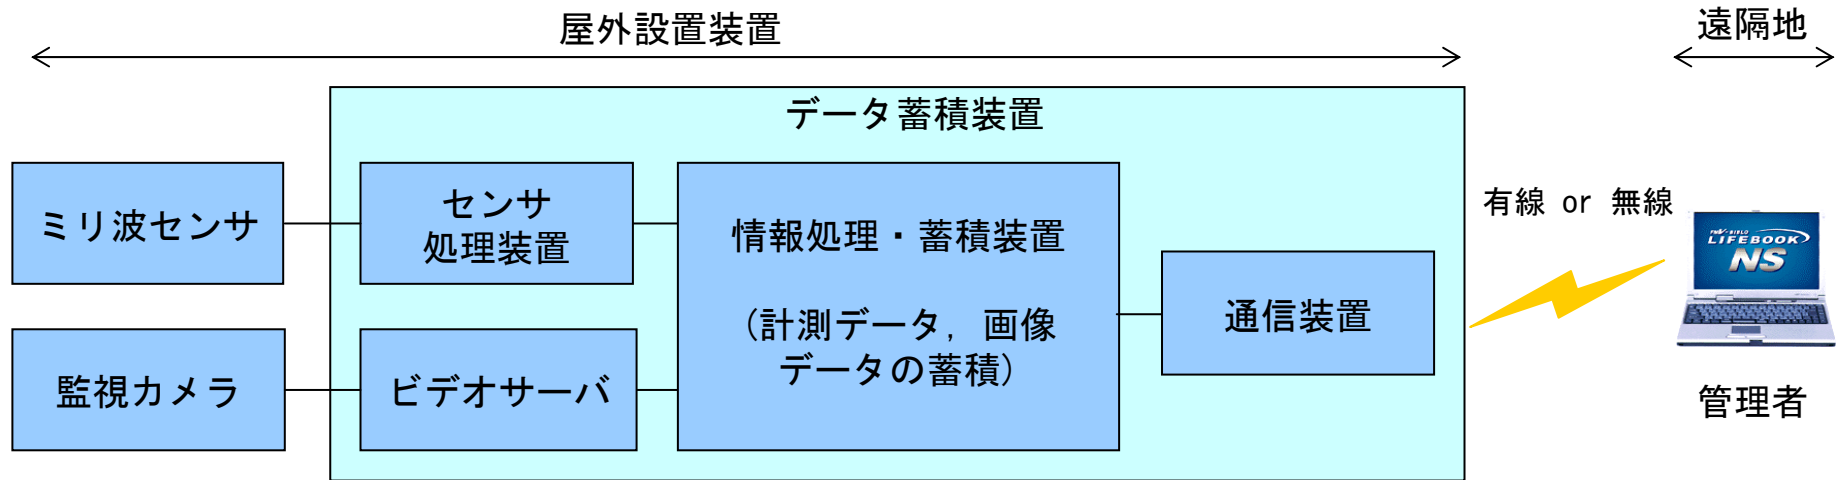 屋外設置装置
遠隔地
データ蓄積装置
ミリ波センサ
センサ
処理装置
情報処理・蓄積装置
(計測データ, 画像
データの蓄積)
通信装置
監視カメラ
ビデオサーバ
有線 or 無線
FMV-BIBLO
LIFEBOOK
NS
管理者